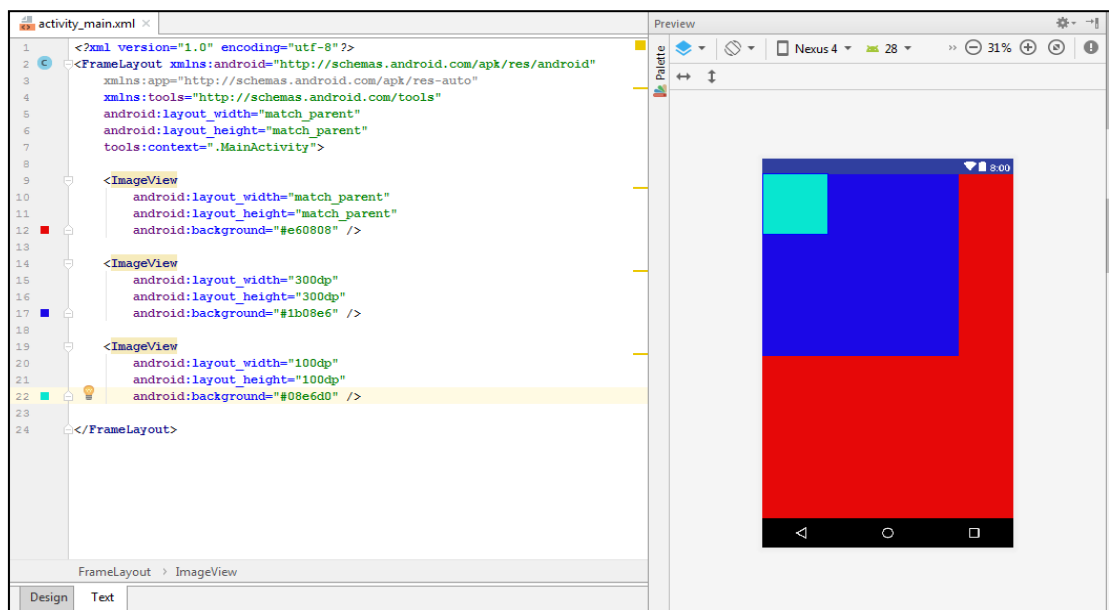 activity_main.xml
1 <?xml version="1.0" encoding="utf-8"?>
2 C <FrameLayout xmlns:android="http://schemas.android.com/apk/res/android"
3 xmlns:app="http://schemas.android.com/apk/res-auto"
4 xmlns:tools="http://schemas.android.com/tools"
5 android:layout_width="match_parent"
6 android:layout_height="match_parent"
7 tools:context=".MainActivity">
8
9 <ImageView
10 android:layout_width="match_parent"
11 android:layout_height="match_parent"
12 android:background="#e60808" />
13
14 <ImageView
15 android:layout_width="300dp"
16 android:layout_height="300dp"
17 android:background="#1b08e6" />
18
19 <ImageView
20 android:layout_width="100dp"
21 android:layout_height="100dp"
22 android:background="#08e6d0" />
23
24 </FrameLayout>
FrameLayout > ImageView
Design Text
Preview
Palette
Nexus 4 28 » 31%
8:00